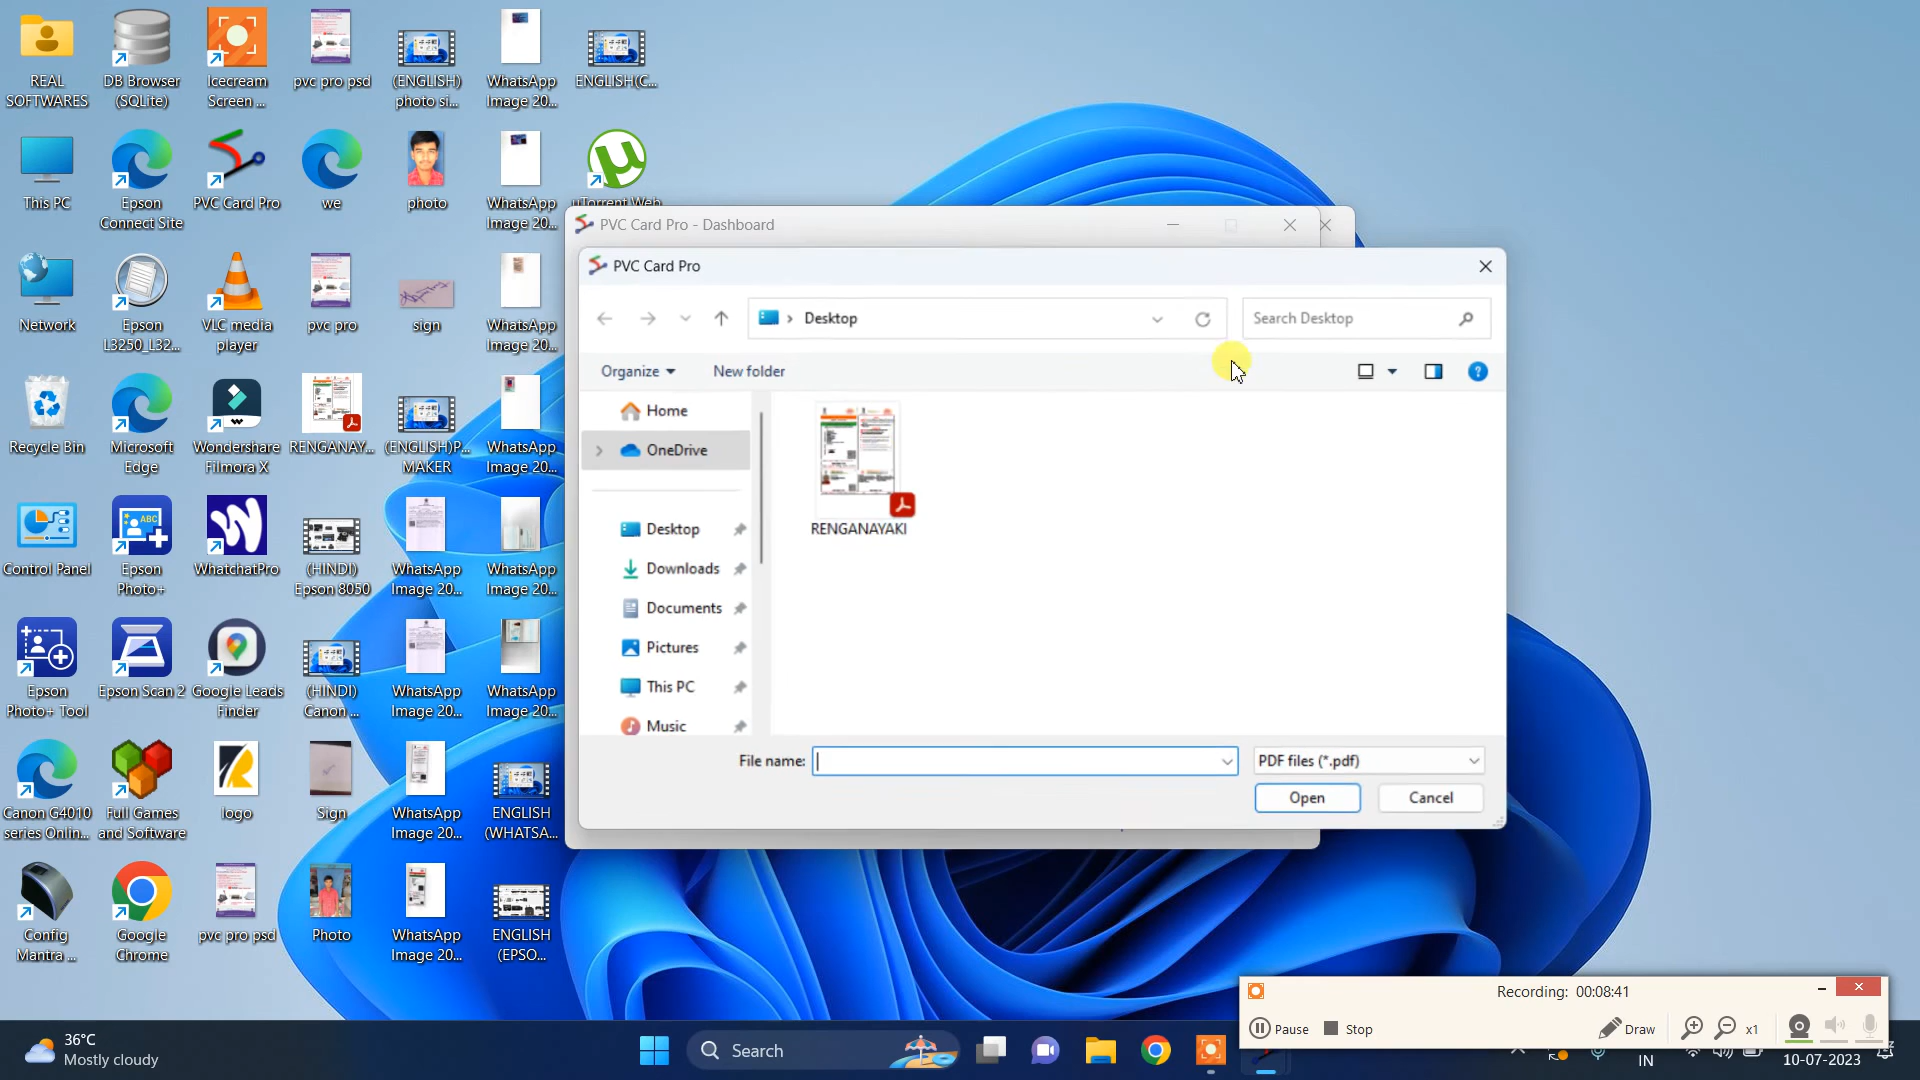 REAL
SOFTWARES
DB Browser
(SQLite)
Icecream
Screen ...
pvc pro psd
(ENGLISH)
photo si...
WhatsApp
Image 20...
ENGLISH(C...
This PC
Epson
Connect Site
PVC Card Pro
we
photo
WhatsApp
Image 20...
uTorrent Web
Network
Epson
L3250_L32...
VLC media
player
pvc pro
sign
WhatsApp
Image 20...
Recycle Bin
Microsoft
Edge
Wondershare
Filmora X
RENGANAY...
(ENGLISH)P...
MAKER
WhatsApp
Image 20...
Control Panel
Epson
Photo+
WhatchatPro
(HINDI)
Epson 8050
WhatsApp
Image 20...
WhatsApp
Image 20...
Epson
Photo+ Tool
Epson Scan 2
Google Leads
Finder
(HINDI)
Canon ...
WhatsApp
Image 20...
WhatsApp
Image 20...
Canon G4010
series Onlin...
Full Games
and Software
logo
Sign
WhatsApp
Image 20...
ENGLISH
(WHATSA...
Config
Mantra ...
Google
Chrome
pvc pro psd
Photo
WhatsApp
Image 20...
ENGLISH
(EPSO...
PVC Card Pro - Dashboard
PVC Card Pro
Desktop
Search Desktop
Organize
New folder
Home
OneDrive
Desktop
Downloads
Documents
Pictures
This PC
Music
RENGANAYAKI
File name:
PDF files (*.pdf)
Open
Cancel
Recording: 00:08:41
Pause
Stop
Draw
x1
36°C
Mostly cloudy
Search
IN
10-07-2023